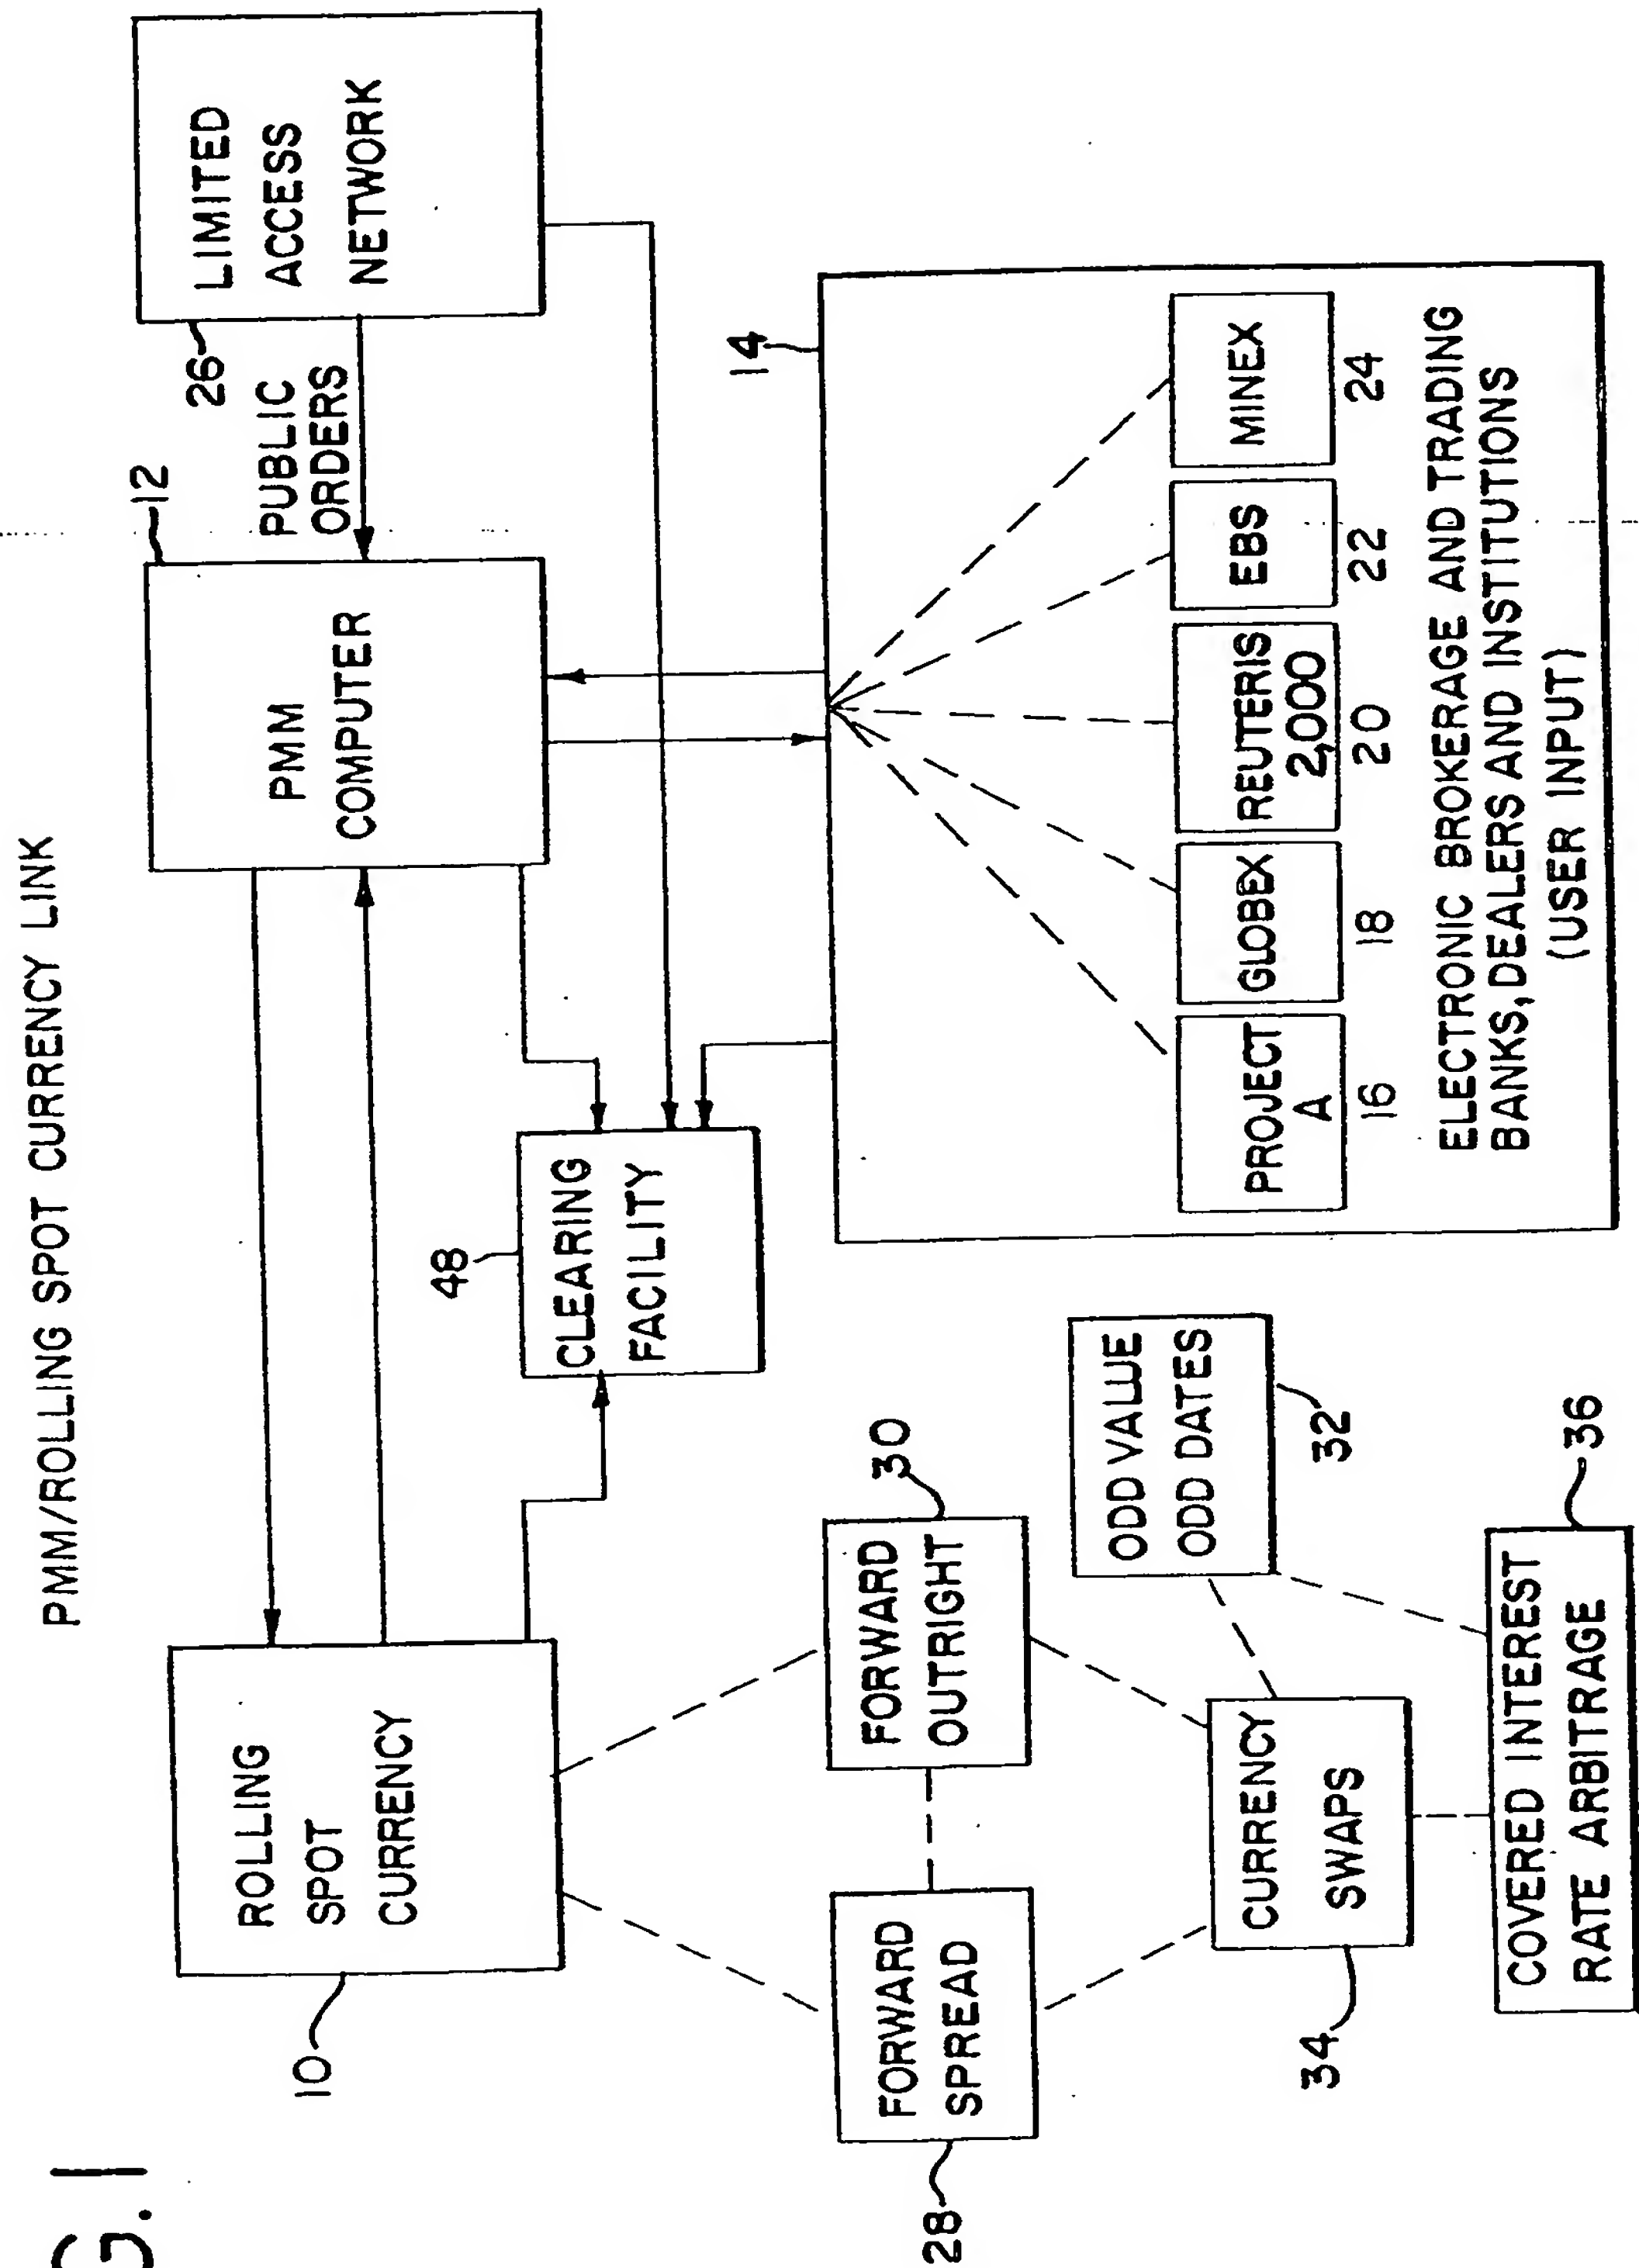 G. 1
PMM/ROLLING SPOT CURRENCY LINK
10
ROLLING
SPOT
CURRENCY
12
PMM
COMPUTER
PUBLIC
ORDERS
26
LIMITED
ACCESS
NETWORK
48
CLEARING
FACILITY
14
PROJECT
A
16
GLOBEX
18
REUTERIS
2,000
20
EBS
22
MINEX
24
ELECTRONIC BROKERAGE AND TRADING
BANKS, DEALERS AND INSTITUTIONS
(USER INPUT)
28
FORWARD
SPREAD
30
FORWARD
OUTRIGHT
ODD VALUE
ODD DATES
32
CURRENCY
SWAPS
34
COVERED INTEREST
RATE ARBITRAGE
36